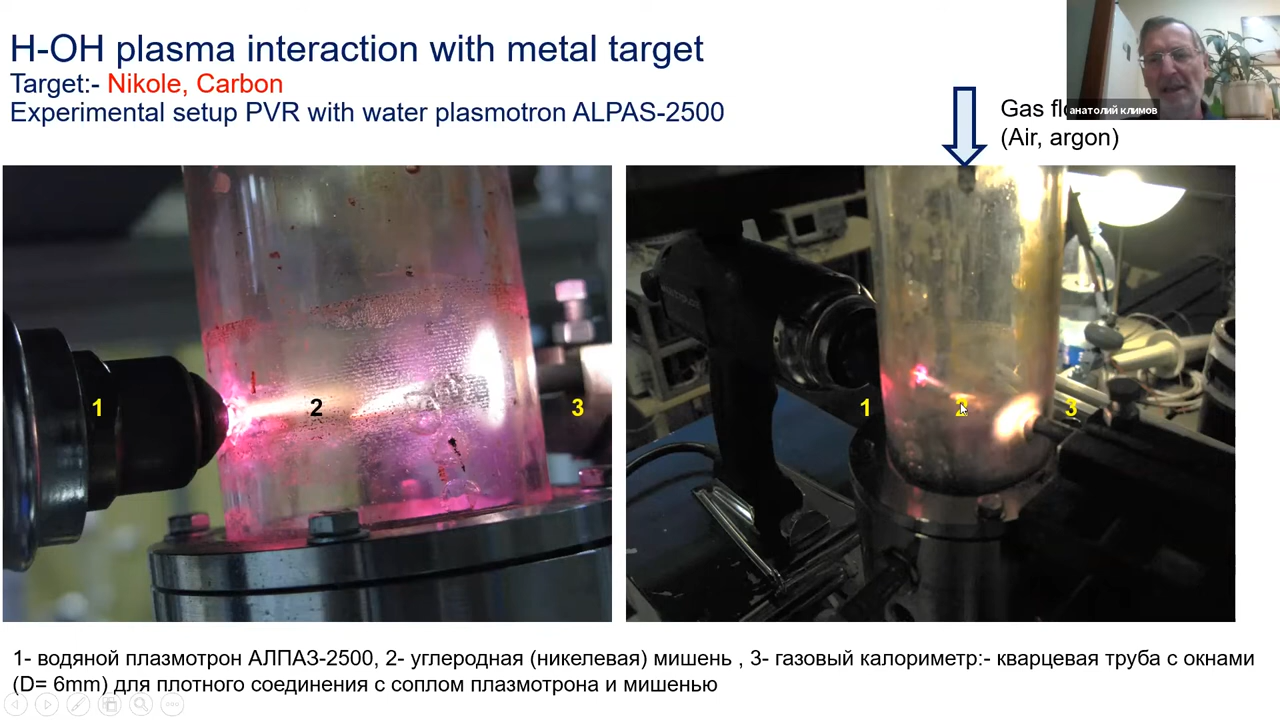 H-OH plasma interaction with metal target
Target:- Nikole, Carbon
Experimental setup PVR with water plasmotron ALPAS-2500
Gas
(Air, argon)
анатолий климов
1
2
3
1
2
3
1- водяной плазмотрон АЛПАЗ-2500, 2- углеродная (никелевая) мишень , 3- газовый калориметр:- кварцевая труба с окнами
(D= 6mm) для плотного соединения с соплом плазмотрона и мишенью